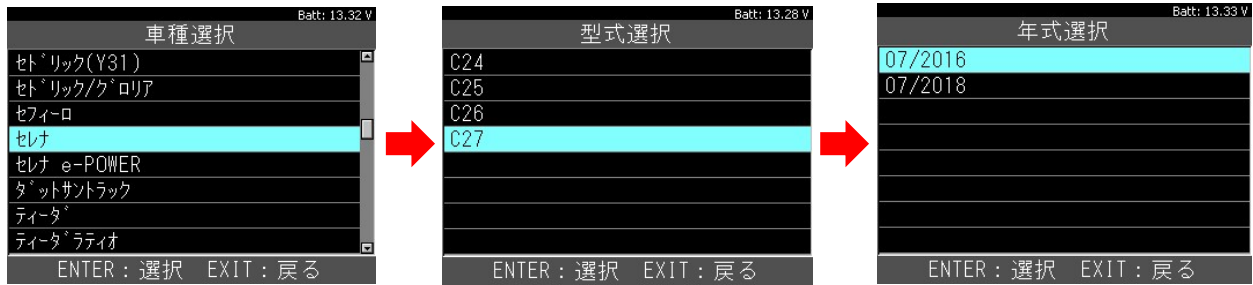 Batt: 13.32 V
車種選択
セドリック(Y31)
セドリック/グロリア
セフィーロ
セレナ
セレナ e-POWER
ダットサントラック
ティーダ
ティーダラティオ
ENTER：選択 EXIT：戻る
Batt: 13.28 V
型式選択
C24
C25
C26
C27
ENTER：選択 EXIT：戻る
Batt: 13.33 V
年式選択
07/2016
07/2018
ENTER：選択 EXIT：戻る